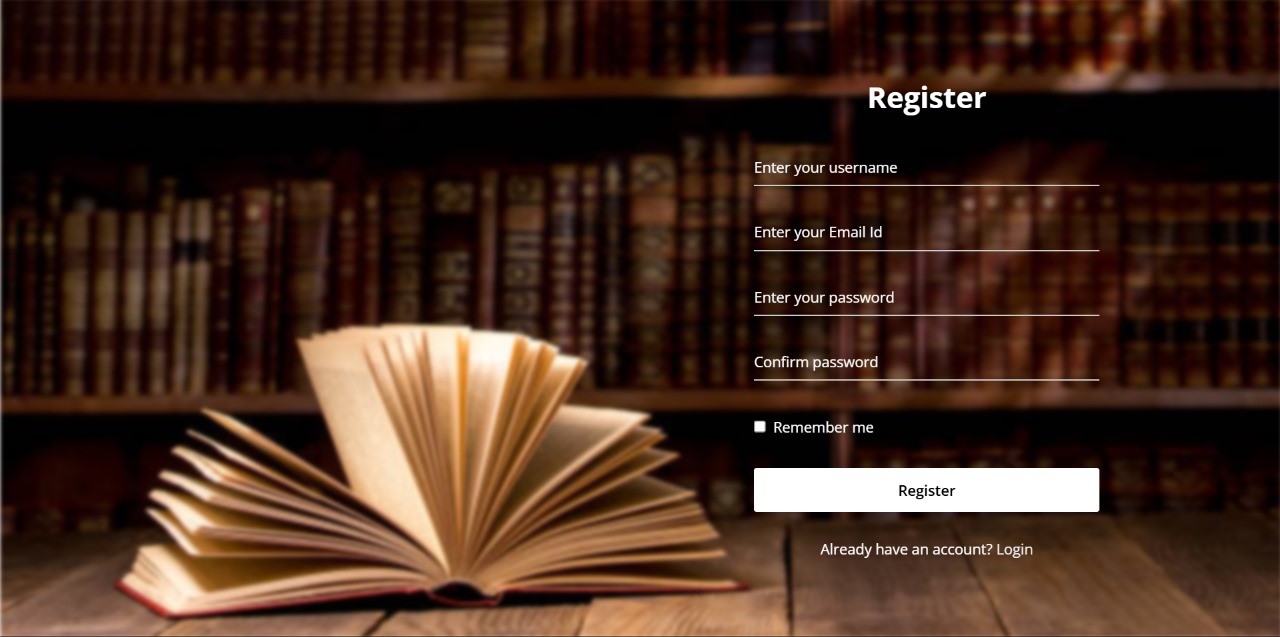 Register
Enter your username
Enter your Email Id
Enter your password
Confirm password
Remember me
Register
Already have an account? Login